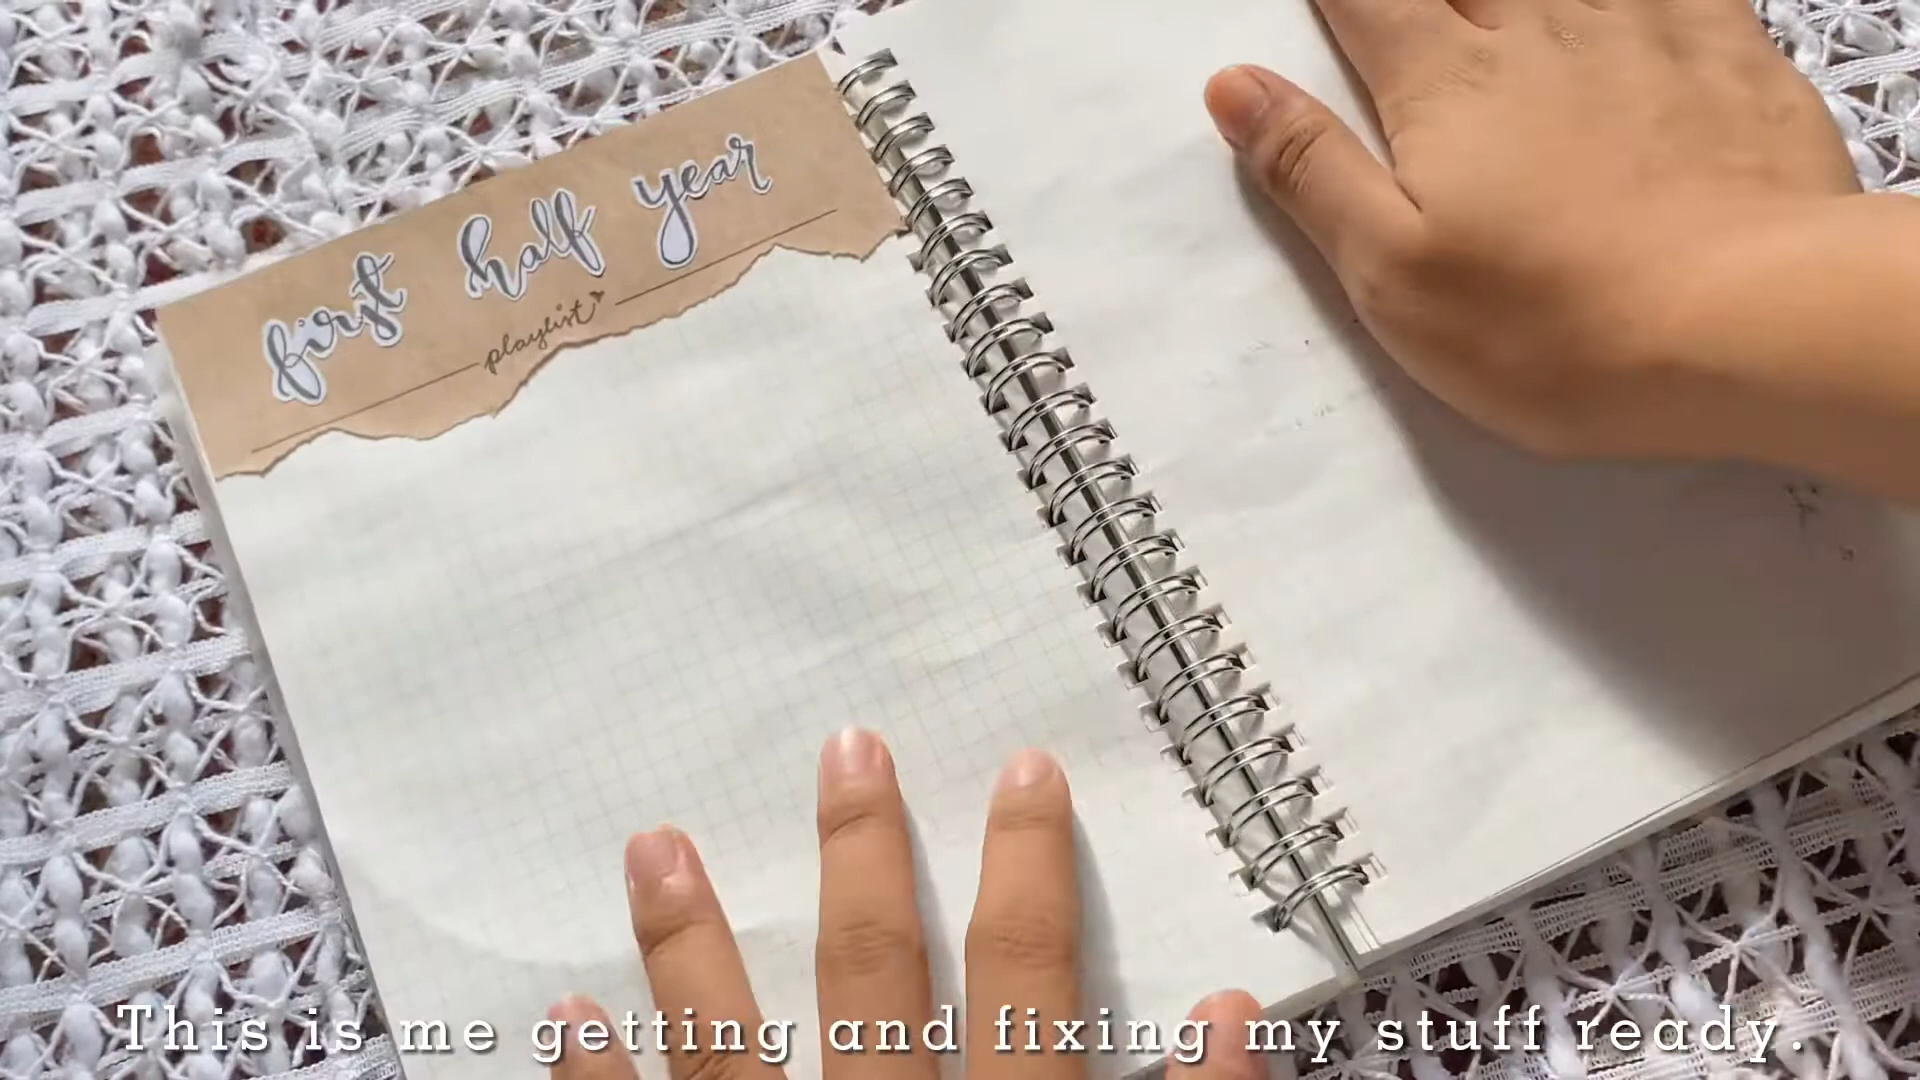 first half year
playlist
This is me getting and fixing my stuff ready.